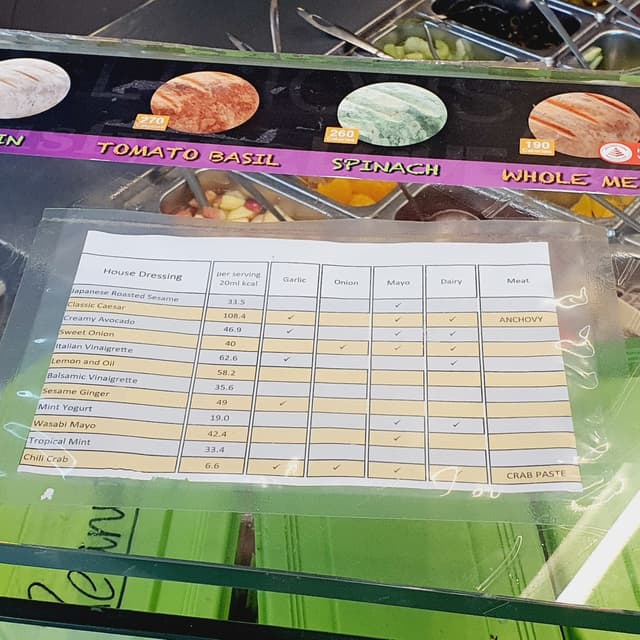 IN
270
TOMATO BASIL
260
SPINACH
190
WHOLE ME
House Dressing per serving 20ml kcal Garlic Onion Mayo Dairy Meat
Japanese Roasted Sesame 33.5 ✓
Classic Caesar 108.4 ✓ ✓ ✓ ANCHOVY
Creamy Avocado 46.9 ✓ ✓ ✓
Sweet Onion 40 ✓ ✓ ✓
Italian Vinaigrette 62.6 ✓ ✓
Lemon and Oil 58.2
Balsamic Vinaigrette 35.6
Sesame Ginger 49 ✓
Mint Yogurt 19.0 ✓ ✓
Wasabi Mayo 42.4 ✓
Tropical Mint 33.4
Chili Crab 6.6 ✓ ✓ ✓ ✓ CRAB PASTE